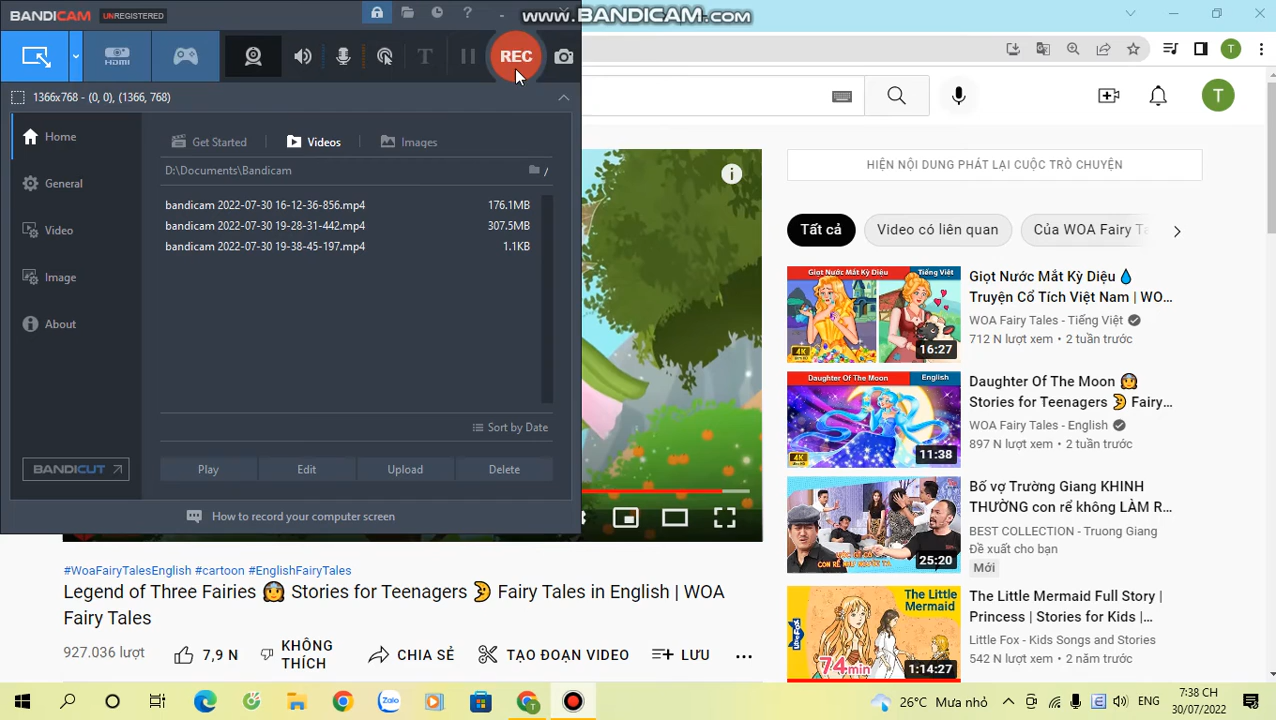 BANDICAM UNREGISTERED
www.BANDICAM.com
HDMI
T
REC
1366x768 - (0, 0), (1366, 768)
Home
General
Video
Image
About
Get Started
Videos
Images
D:\Documents\Bandicam
/
bandicam 2022-07-30 16-12-36-856.mp4 176.1MB
bandicam 2022-07-30 19-28-31-442.mp4 307.5MB
bandicam 2022-07-30 19-38-45-197.mp4 1.1KB
Sort by Date
BANDICUT
Play
Edit
Upload
Delete
How to record your computer screen
T
T
HIỆN NỘI DUNG PHÁT LẠI CUỘC TRÒ CHUYỆN
Tất cả
Video có liên quan
Của WOA Fairy Ta
Giọt Nước Mắt Kỳ Diệu
Tiếng Việt
4K
16:27
Giọt Nước Mắt Kỳ Diệu 💧
Truyện Cổ Tích Việt Nam | WO...
WOA Fairy Tales - Tiếng Việt
712 N lượt xem • 2 tuần trước
Daughter Of The Moon
English
4K
11:38
Daughter Of The Moon 👸
Stories for Teenagers 🌛 Fairy...
WOA Fairy Tales - English
897 N lượt xem • 2 tuần trước
25:20
Bố vợ Trường Giang KHINH
THƯỜNG con rể không LÀM R...
BEST COLLECTION - Truong Giang
Đề xuất cho bạn
Mới
The Little
Mermaid
Little Fox
74min
1:14:27
The Little Mermaid Full Story |
Princess | Stories for Kids |...
Little Fox - Kids Songs and Stories
542 N lượt xem • 2 năm trước
#WoaFairyTalesEnglish #cartoon #EnglishFairyTales
Legend of Three Fairies 👸 Stories for Teenagers 🌛 Fairy Tales in English | WOA
Fairy Tales
927.036 lượt
7,9 N
KHÔNG
THÍCH
CHIA SẺ
TẠO ĐOẠN VIDEO
LƯU
Zalo
T
26°C Mưa nhỏ
ENG
7:38 CH
30/07/2022